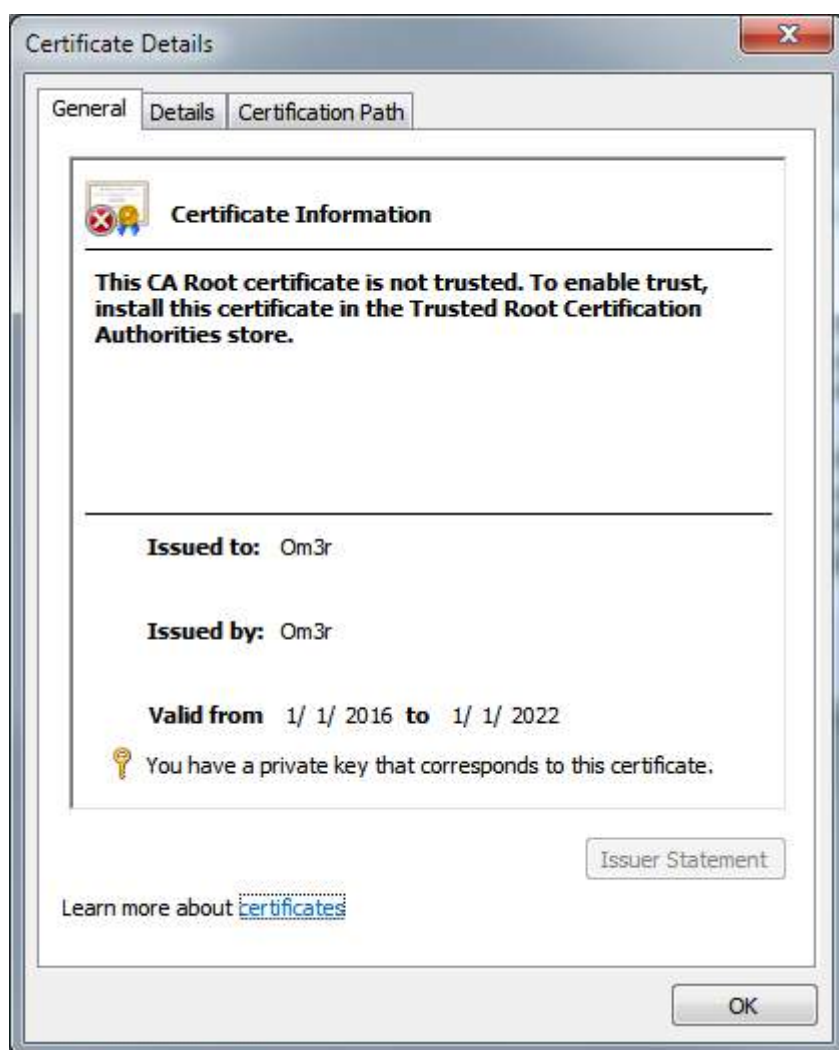 Certificate Details
General Details Certification Path
Certificate Information
This CA Root certificate is not trusted. To enable trust,
install this certificate in the Trusted Root Certification
Authorities store.
Issued to: Om3r
Issued by: Om3r
Valid from 1/ 1/ 2016 to 1/ 1/ 2022
You have a private key that corresponds to this certificate.
Issuer Statement
Learn more about certificates
OK